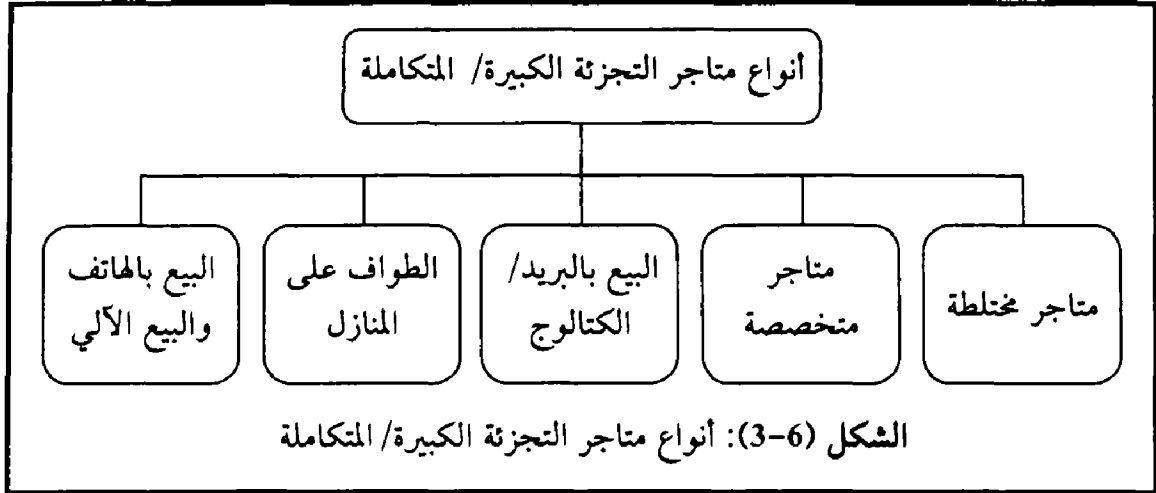 أنواع متاجر التجزئة الكبيرة/ المتكاملة
متاجر مختلطة
متاجر
متخصصة
البيع بالبريد/
الكتالوج
الطواف على
المنازل
البيع بالهاتف
والبيع الآلي
الشكل (6-3): أنواع متاجر التجزئة الكبيرة/ المتكاملة